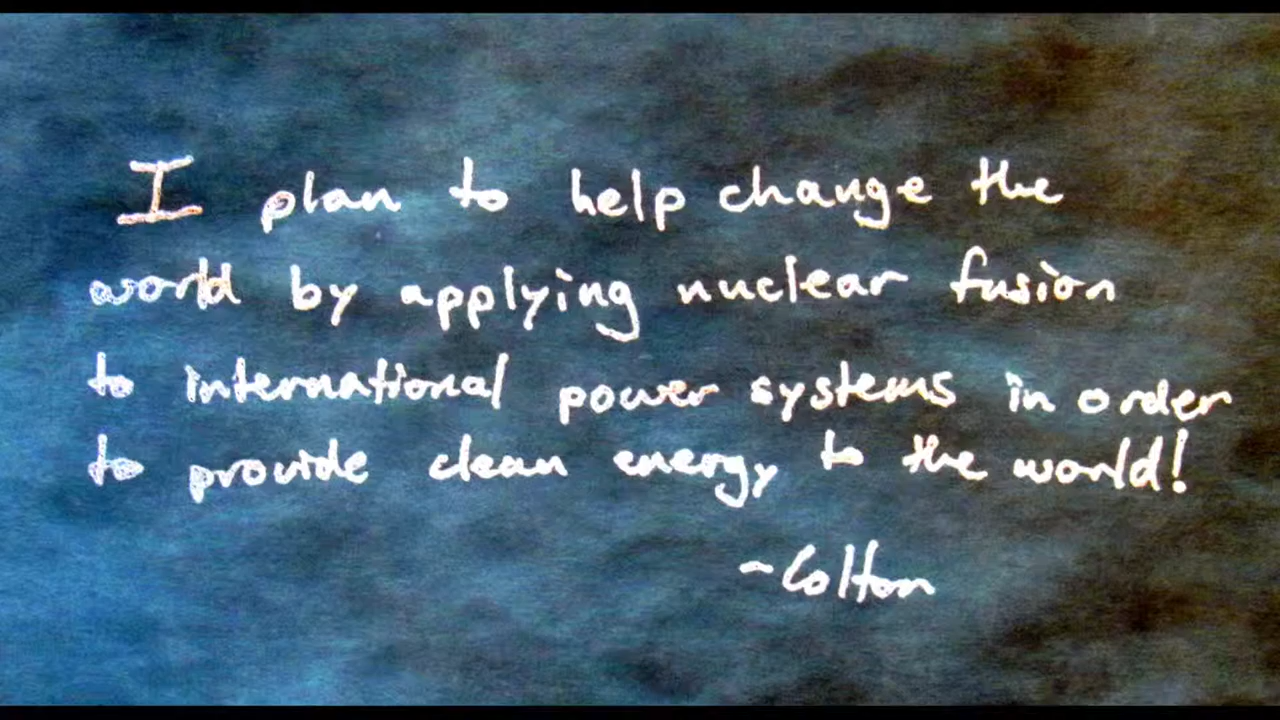 I plan to help change the
world by applying nuclear fusion
to international power systems in order
to provide clean energy to the world!
~Colton